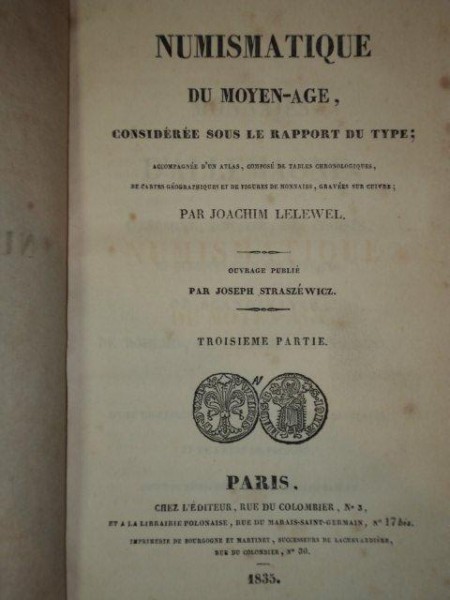 NUMISMATIQUE
DU MOYEN-AGE,
CONSIDÉRÉE SOUS LE RAPPORT DU TYPE;
ACCOMPAGNÉE D'UN ATLAS, COMPOSÉ DE TABLES CHRONOLOGIQUES,
DE CARTES GÉOGRAPHIQUES ET DE FIGURES DE MONNAIES, GRAVÉES SUR CUIVRE;
PAR JOACHIM LELEWEL.
OUVRAGE PUBLIÉ
PAR JOSEPH STRASZÉWICZ.
TROISIEME PARTIE.
N
PARIS,
CHEZ L'ÉDITEUR, RUE DU COLOMBIER, N° 3,
ET A LA LIBRAIRIE POLONAISE, RUE DU MARAIS-SAINT-GERMAIN, N° 17 bis.
IMPRIMERIE DE BOURGOGNE ET MARTINET, SUCCESSEURS DE LACHEVARDIÈRE,
RUE DU COLOMBIER, N° 30.
1835.